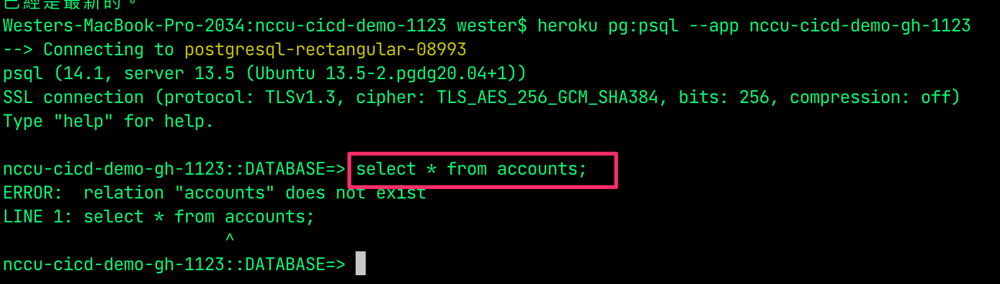 已經是最新的。
Westers-MacBook-Pro-2034:nccu-cicd-demo-1123 wester$ heroku pg:psql --app nccu-cicd-demo-gh-1123
--> Connecting to postgresql-rectangular-08993
psql (14.1, server 13.5 (Ubuntu 13.5-2.pgdg20.04+1))
SSL connection (protocol: TLSv1.3, cipher: TLS_AES_256_GCM_SHA384, bits: 256, compression: off)
Type "help" for help.
nccu-cicd-demo-gh-1123::DATABASE=> select * from accounts;
ERROR:  relation "accounts" does not exist
LINE 1: select * from accounts;
^
nccu-cicd-demo-gh-1123::DATABASE=>